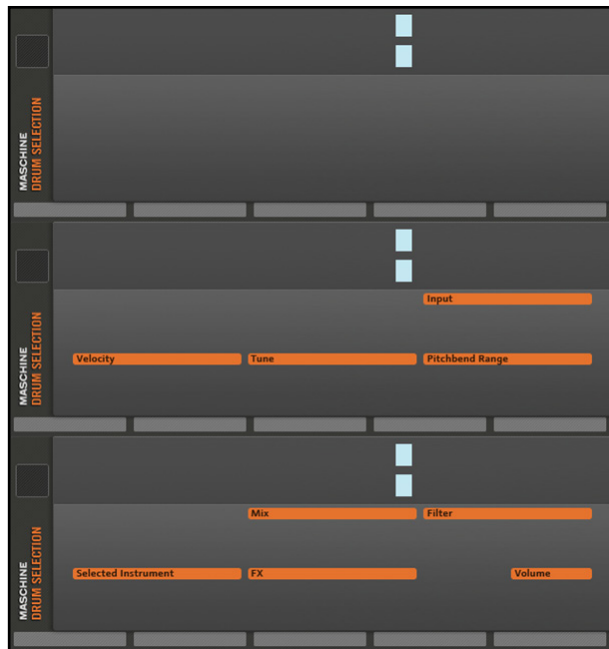 MASCHINE
DRUM SELECTION
MASCHINE
DRUM SELECTION
Input
Velocity Tune Pitchbend Range
MASCHINE
DRUM SELECTION
Mix Filter
Selected Instrument FX Volume